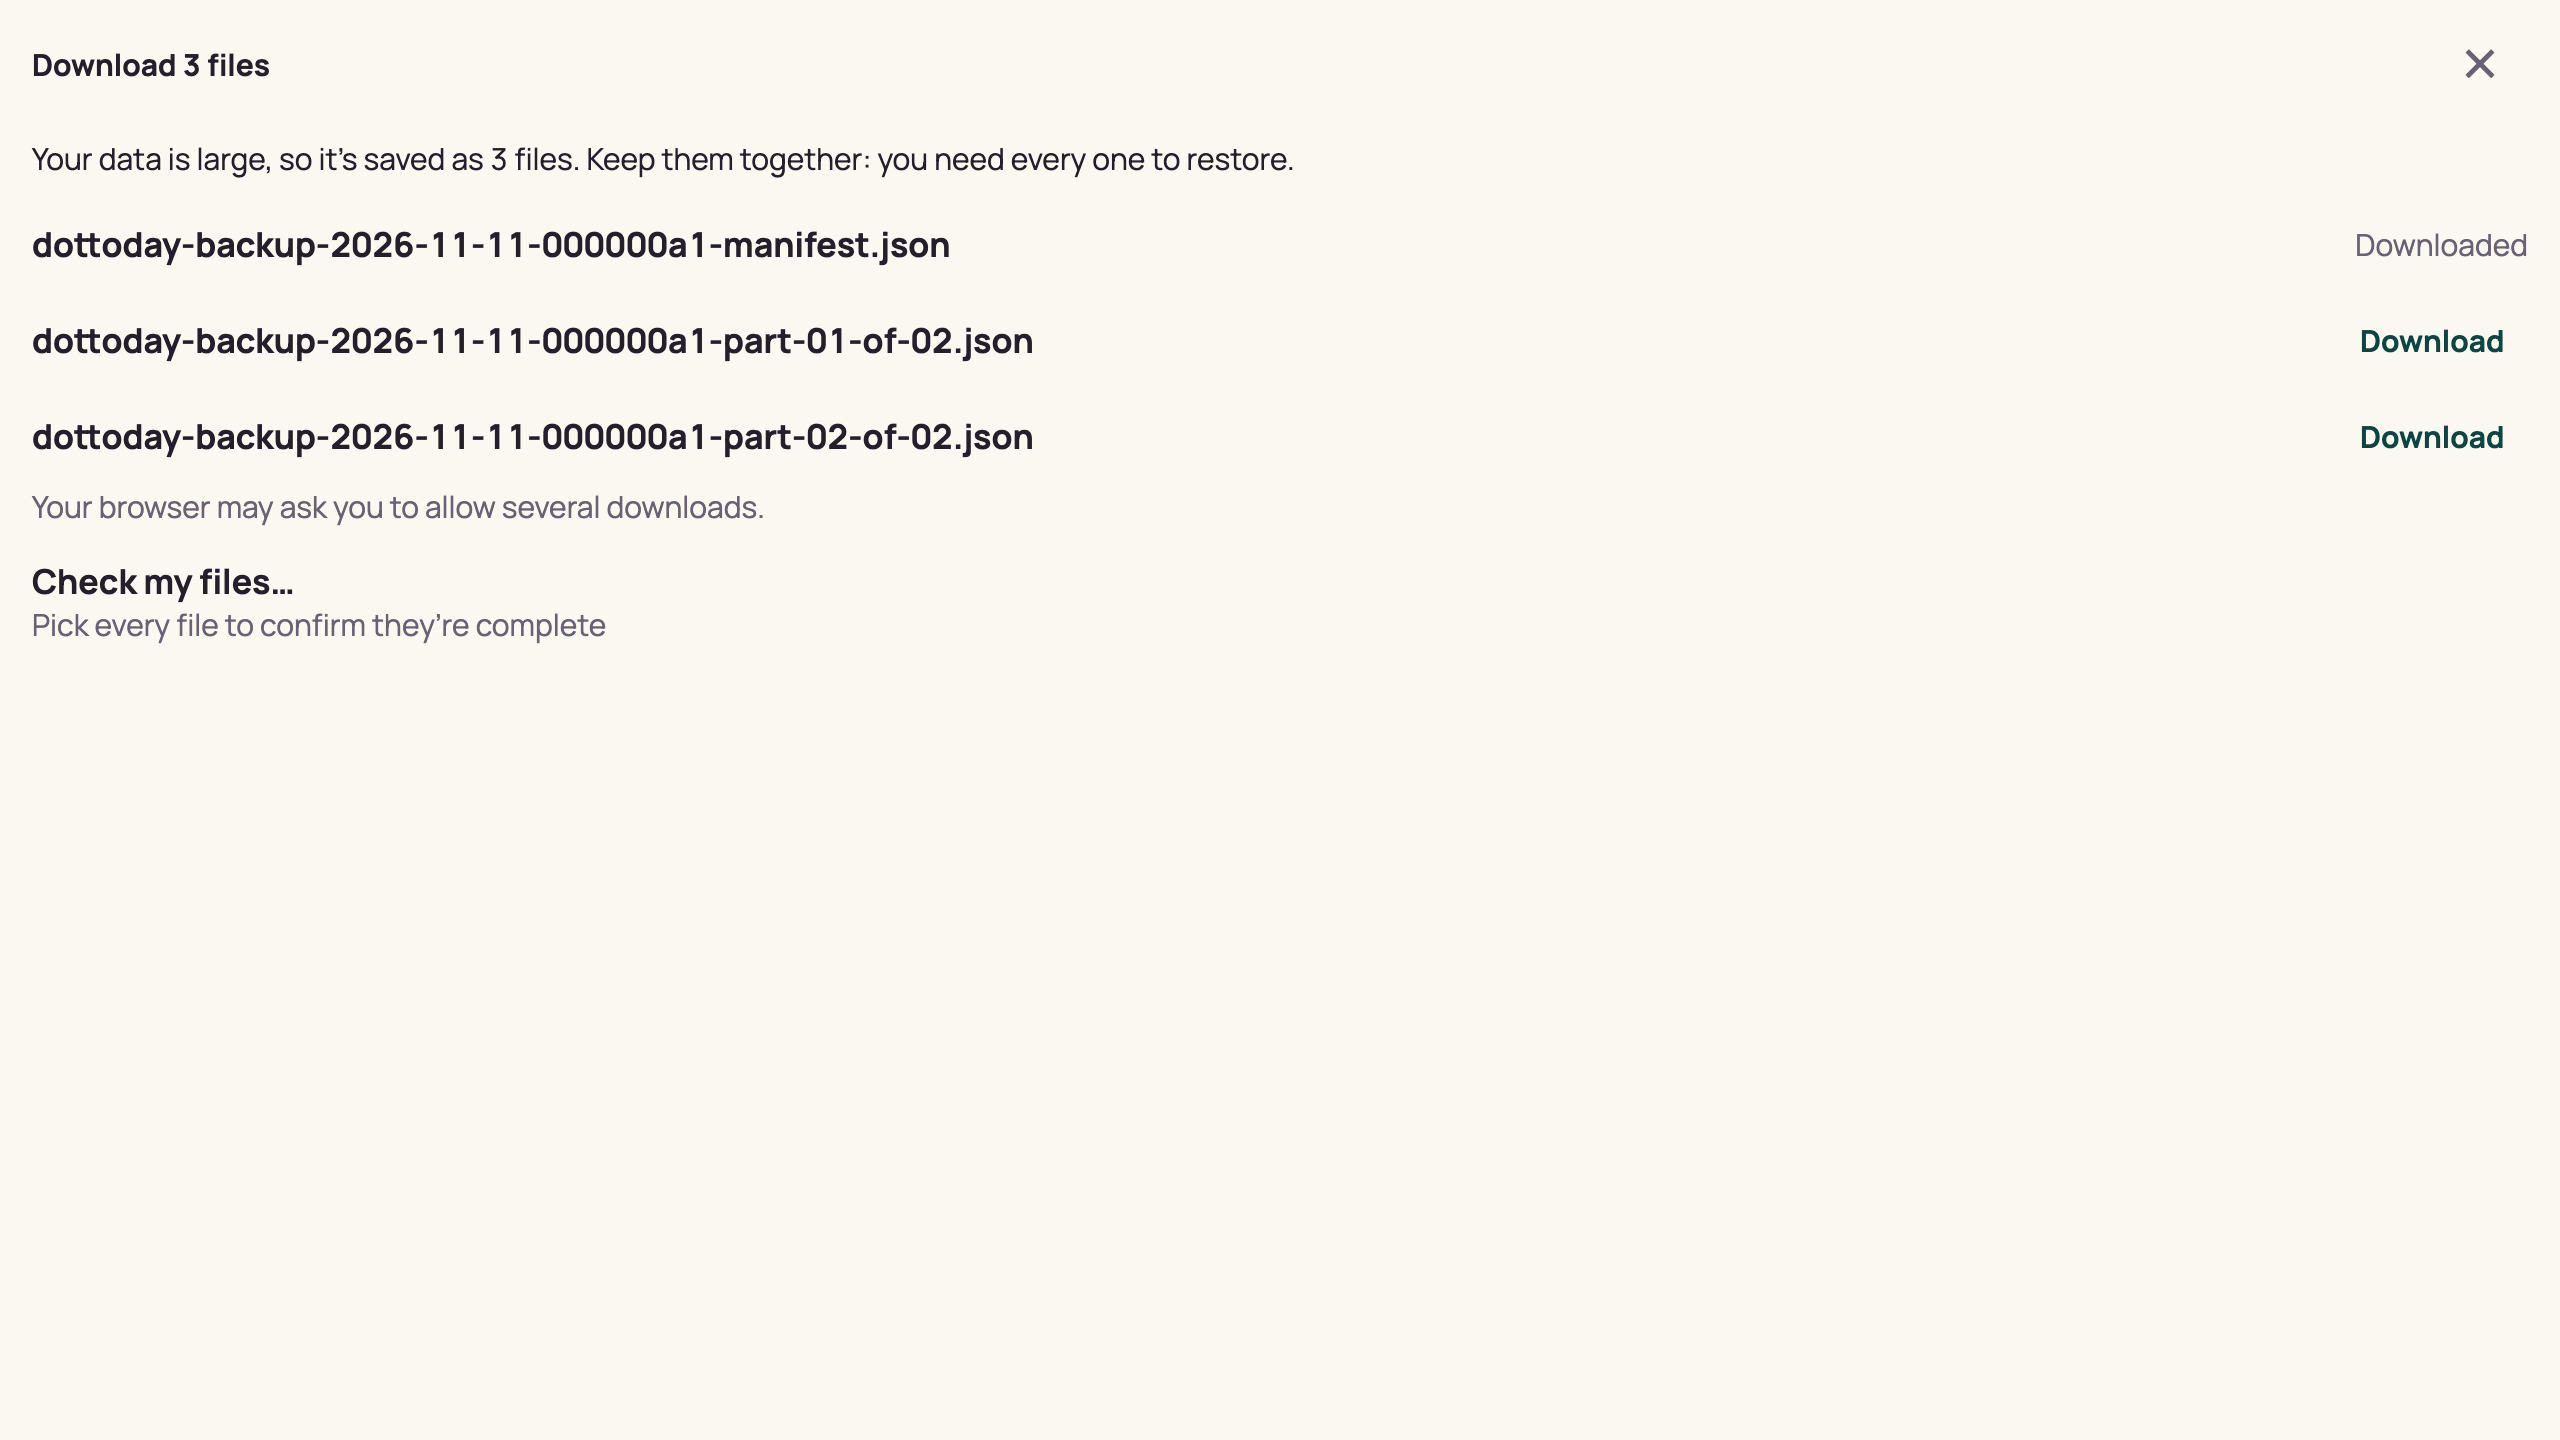 Download 3 files
Your data is large, so it’s saved as 3 files. Keep them together: you need every one to restore.
dottoday-backup-2026-11-11-000000a1-manifest.json
Downloaded
dottoday-backup-2026-11-11-000000a1-part-01-of-02.json
Download
dottoday-backup-2026-11-11-000000a1-part-02-of-02.json
Download
Your browser may ask you to allow several downloads.
Check my files…
Pick every file to confirm they’re complete